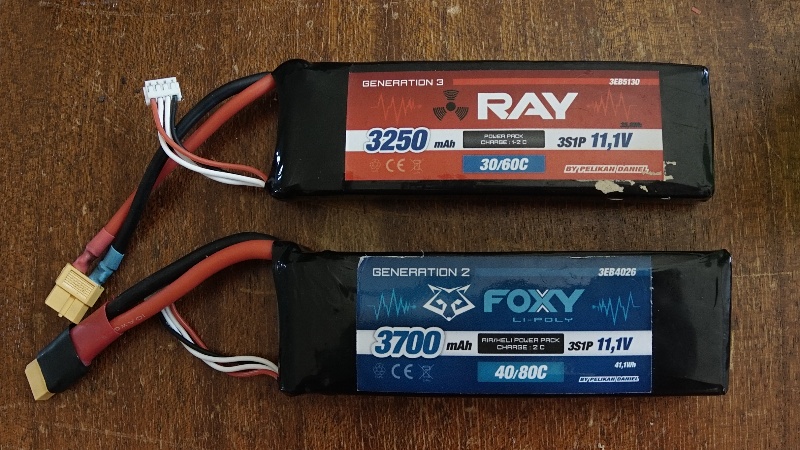 GENERATION 3
3EB5130
RAY
3250 mAh
POWER PACK
CHARGE : 1-2 C
3S1P 11,1V
30/60C
CE
BY PELIKAN DANIEL
GENERATION 2
3EB4026
FOXY
LI-POLY
3700 mAh
AIR/HELI POWER PACK
CHARGE : 2 C
3S1P 11,1V
41,1Wh
40/80C
CE
BY PELIKAN DANIEL